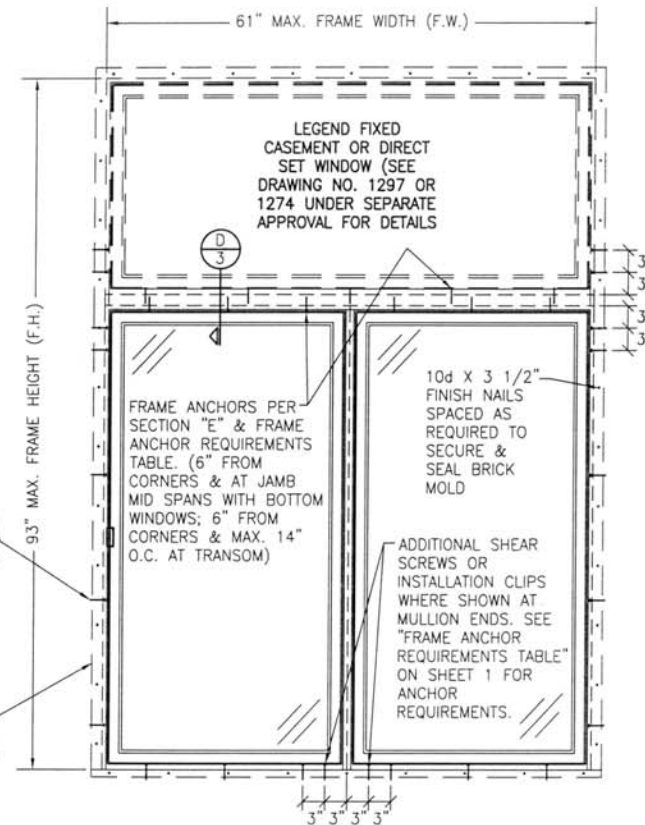 61" MAX. FRAME WIDTH (F.W.)
LEGEND FIXED
CASEMENT OR DIRECT
SET WINDOW (SEE
DRAWING NO. 1297 OR
1274 UNDER SEPARATE
APPROVAL FOR DETAILS
D
3
3"
3"
3"
3"
93" MAX. FRAME HEIGHT (F.H.)
FRAME ANCHORS PER
SECTION "E" & FRAME
ANCHOR REQUIREMENTS
TABLE. (6" FROM
CORNERS & AT JAMB
MID SPANS WITH BOTTOM
WINDOWS; 6" FROM
CORNERS & MAX. 14"
O.C. AT TRANSOM)
10d X 3 1/2"
FINISH NAILS
SPACED AS
REQUIRED TO
SECURE &
SEAL BRICK
MOLD
ADDITIONAL SHEAR
SCREWS OR
INSTALLATION CLIPS
WHERE SHOWN AT
MULLION ENDS. SEE
"FRAME ANCHOR
REQUIREMENTS TABLE"
ON SHEET 1 FOR
ANCHOR
REQUIREMENTS.
3" 3" 3" 3"